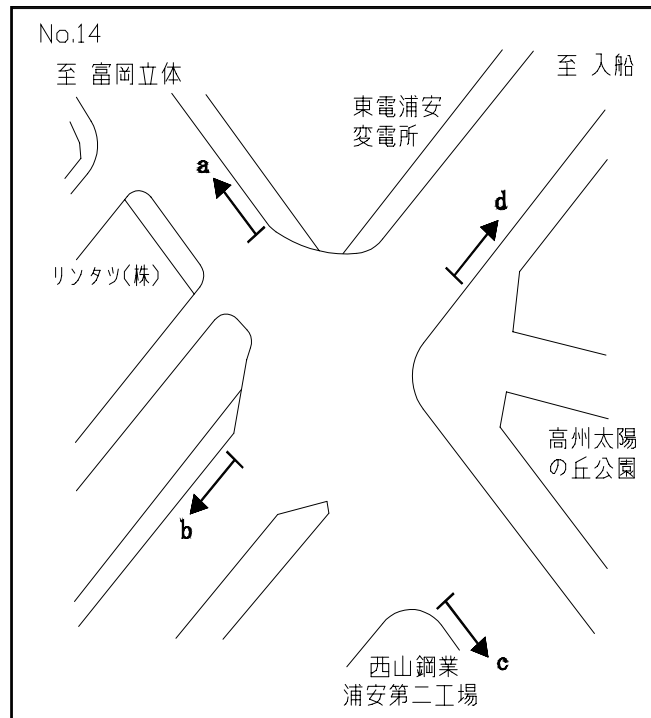 No.14
至 富岡立体
至 入船
東電浦安
変電所
a
d
リンタツ(株)
高州太陽
の丘公園
b
西山鋼業
浦安第二工場
c